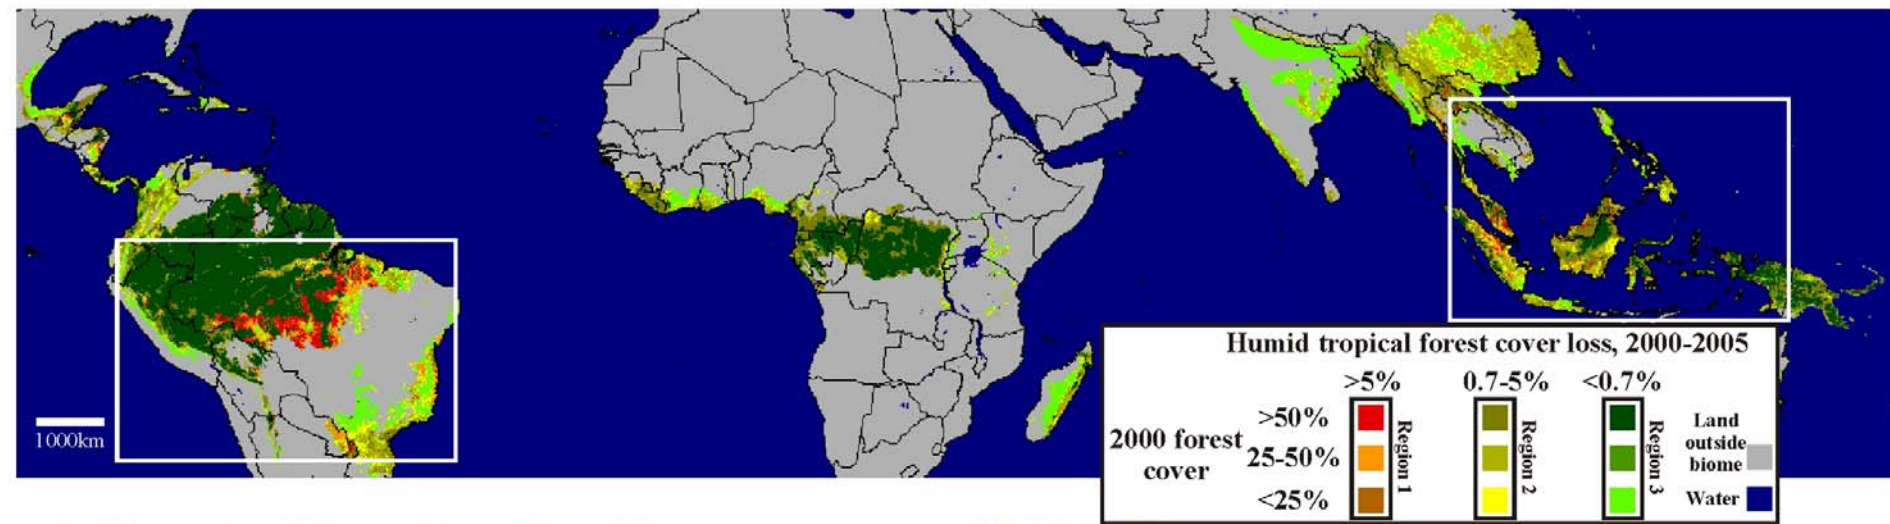 Humid tropical forest cover loss, 2000-2005
>5% 0.7-5% <0.7%
2000 forest
cover
>50%
25-50%
<25%
Region 1
Region 2
Region 3
Land
outside
biome
Water
1000km